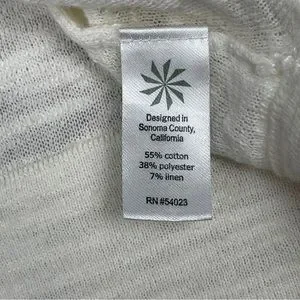 Designed in
Sonoma County,
California
55% cotton
38% polyester
7% linen
RN #54023